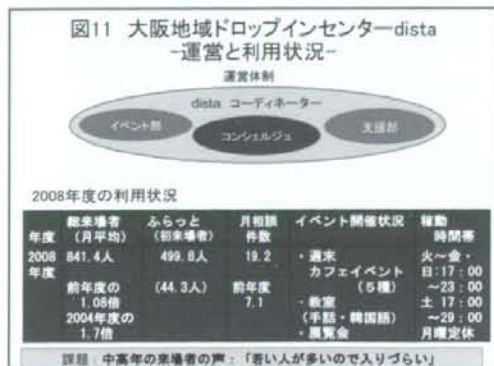 図11 大阪地域ドロップインセンターdista
-運営と利用状況-
運営体制
dista コーディネーター
イベント部
コンシェルジュ
支援部
2008年度の利用状況
年度 総来場者（月平均） ふらっと（初来場者） 月相談件数 イベント開催状況 稼動時間帯
2008年度 841.4人 499.8人 19.2 ・週末カフェイベント（5種） 火～金・日:17:00～23:00
前年度の1.08倍 (44.3人) 前年度7.1 ・教室（手話・韓国語） 土 17:00～29:00
2004年度の1.7倍 ・展覧会 月曜定休
課題：中高年の来場者の声：「若い人が多いので入りづらい」